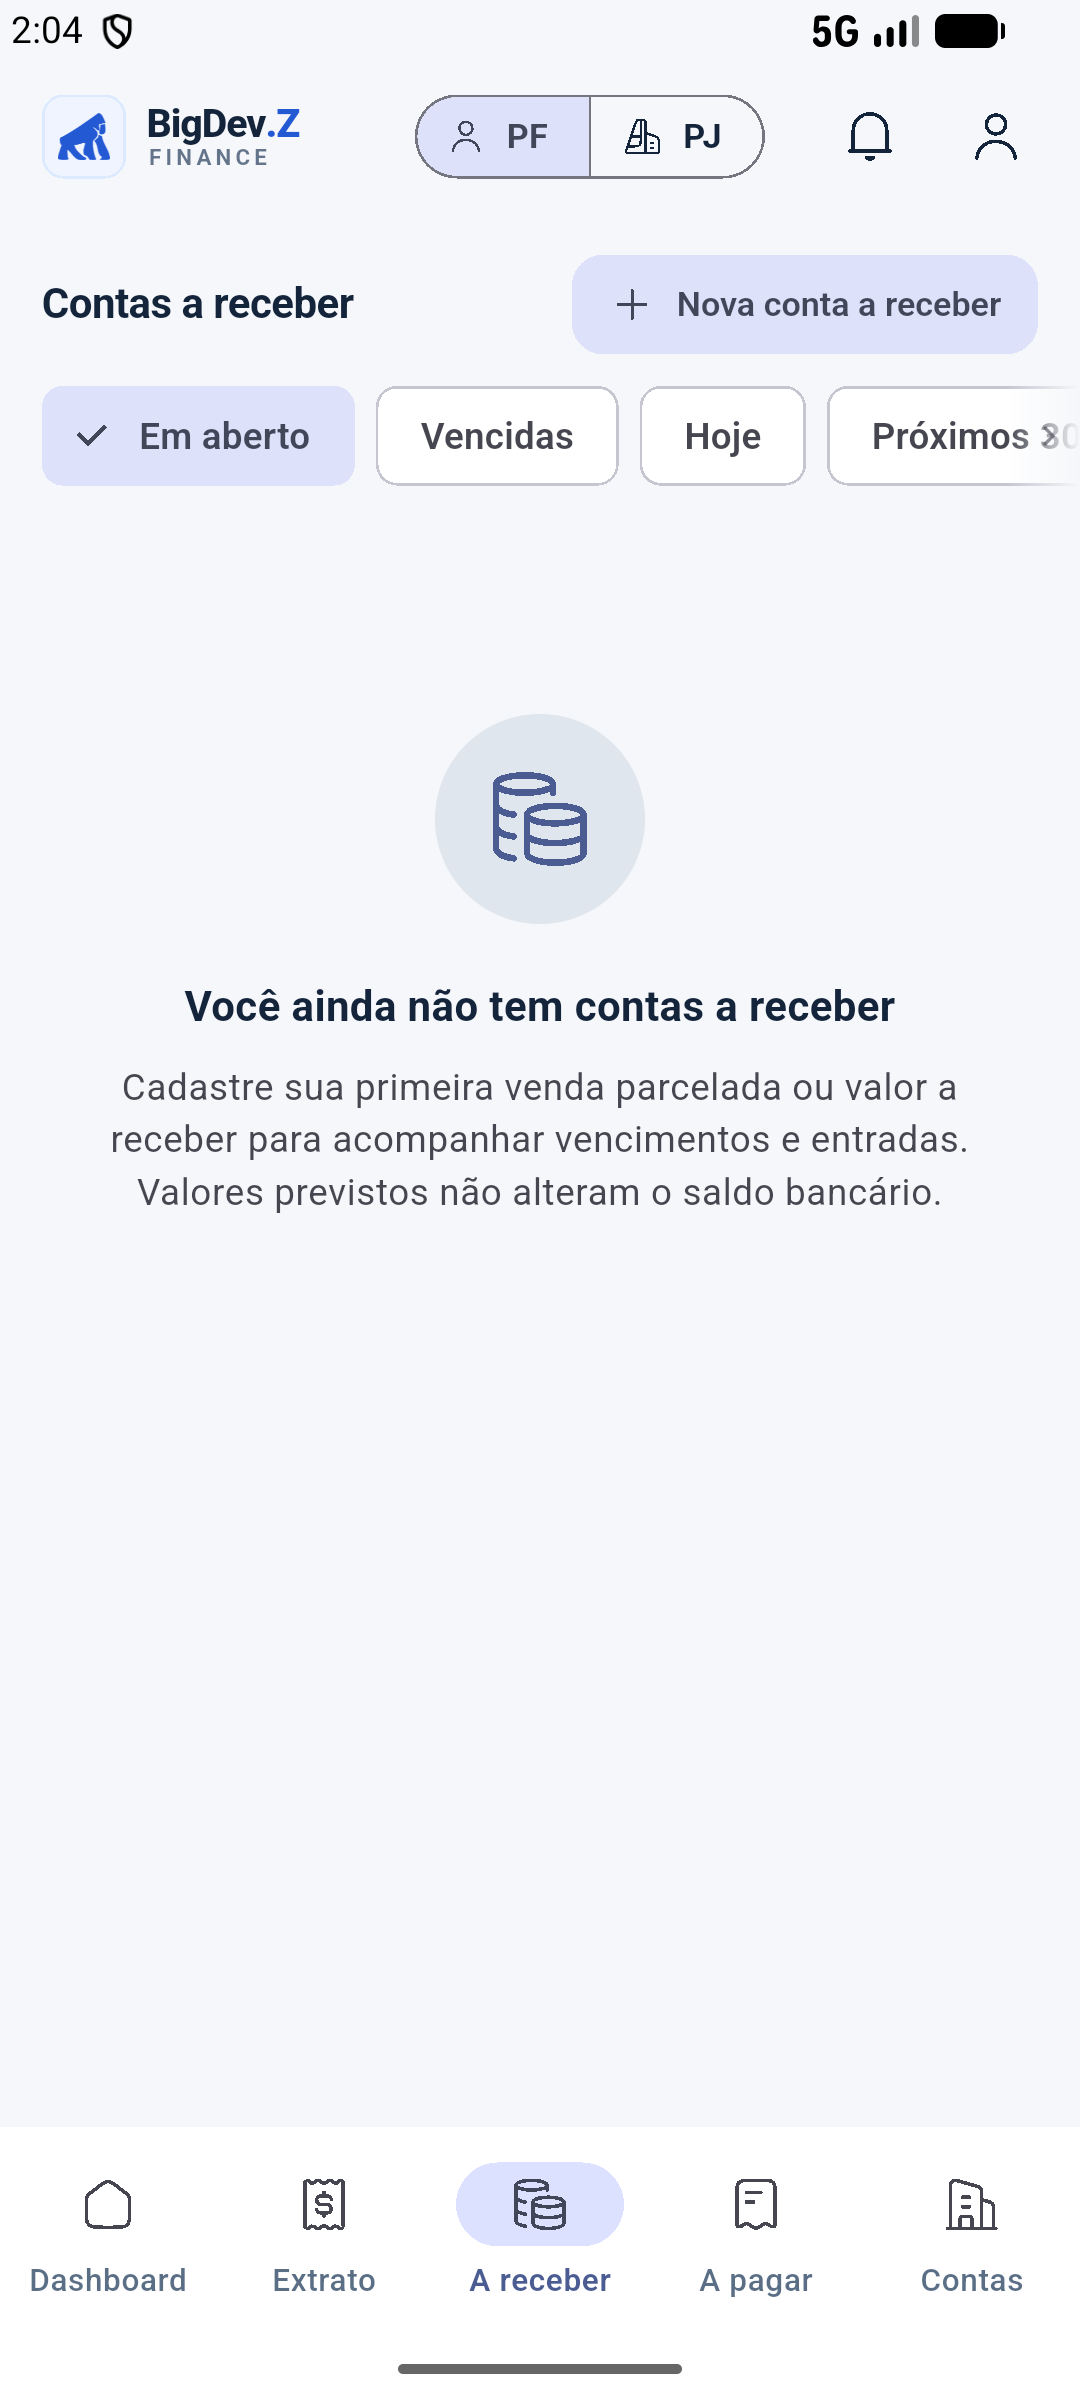 2:04
5G
BigDev.Z
FINANCE
PF
PJ
Contas a receber
Nova conta a receber
Em aberto
Vencidas
Hoje
Próximos 30
Você ainda não tem contas a receber
Cadastre sua primeira venda parcelada ou valor a
receber para acompanhar vencimentos e entradas.
Valores previstos não alteram o saldo bancário.
Dashboard
Extrato
A receber
A pagar
Contas